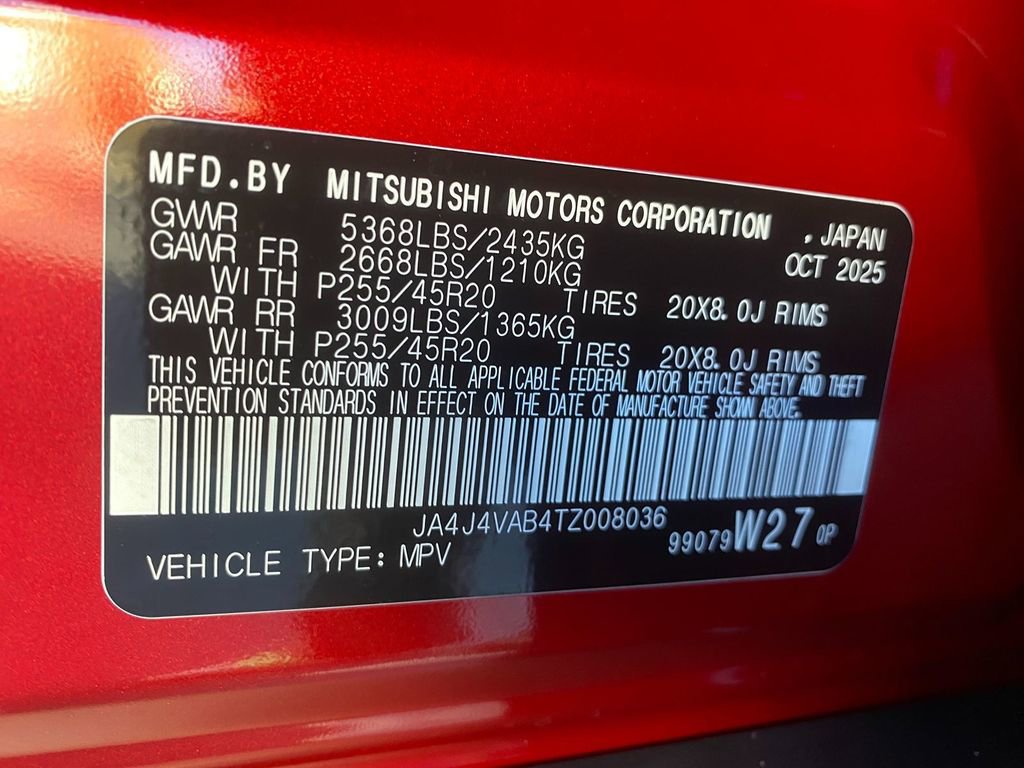 MFD.BY MITSUBISHI MOTORS CORPORATION , JAPAN
GVWR 5368LBS/2435KG OCT 2025
GAWR FR 2668LBS/1210KG
WITH P255/45R20 TIRES 20X8.0J RIMS
GAWR RR 3009LBS/1365KG
WITH P255/45R20 TIRES 20X8.0J RIMS
THIS VEHICLE CONFORMS TO ALL APPLICABLE FEDERAL MOTOR VEHICLE SAFETY AND THEFT
PREVENTION STANDARDS IN EFFECT ON THE DATE OF MANUFACTURE SHOWN ABOVE.
JA4J4VAB4TZ008036
VEHICLE TYPE: MPV 99079W27 0P